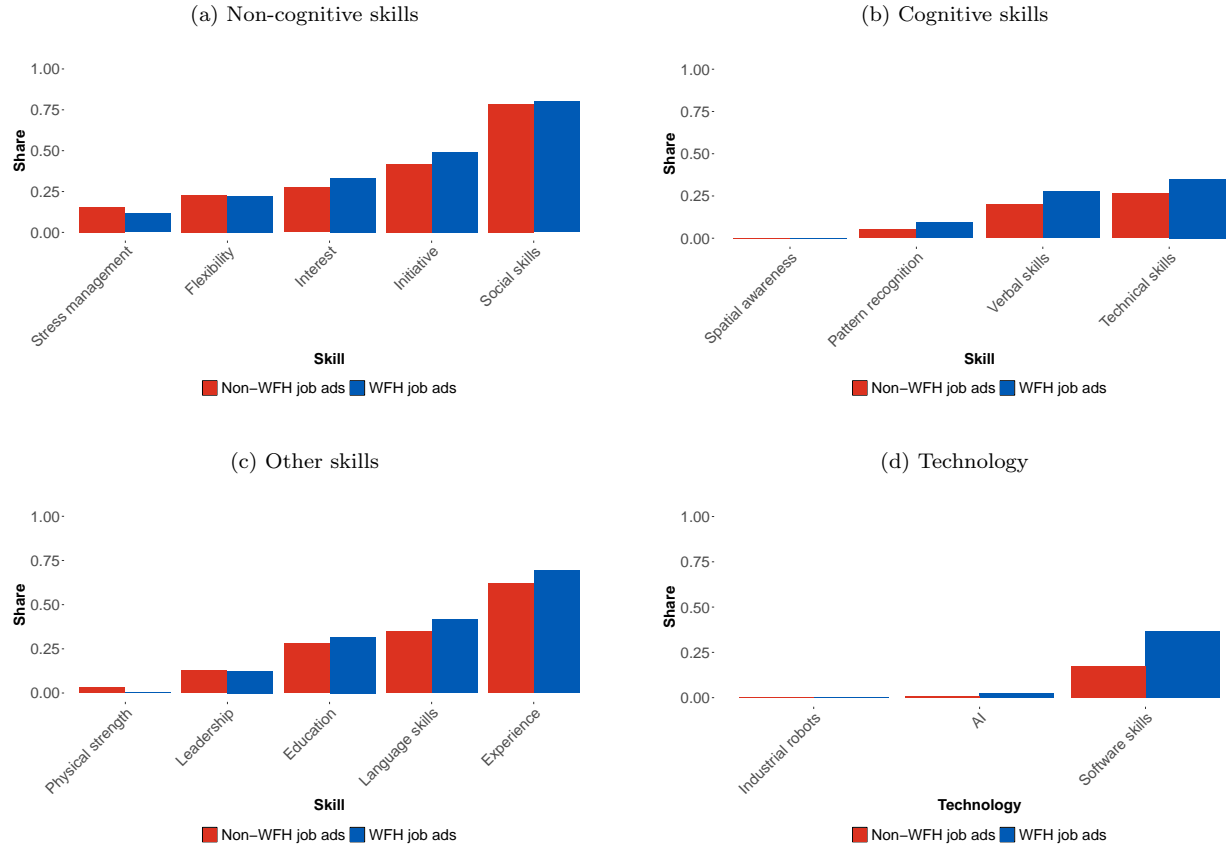 (a) Non-cognitive skills
1.00
0.75
0.50
0.25
0.00
Share
Stress management
Flexibility
Interest
Initiative
Social skills
Skill
Non−WFH job ads WFH job ads
(b) Cognitive skills
1.00
0.75
0.50
0.25
0.00
Share
Spatial awareness
Pattern recognition
Verbal skills
Technical skills
Skill
Non−WFH job ads WFH job ads
(c) Other skills
1.00
0.75
0.50
0.25
0.00
Share
Physical strength
Leadership
Education
Language skills
Experience
Skill
Non−WFH job ads WFH job ads
(d) Technology
1.00
0.75
0.50
0.25
0.00
Share
Industrial robots
AI
Software skills
Technology
Non−WFH job ads WFH job ads